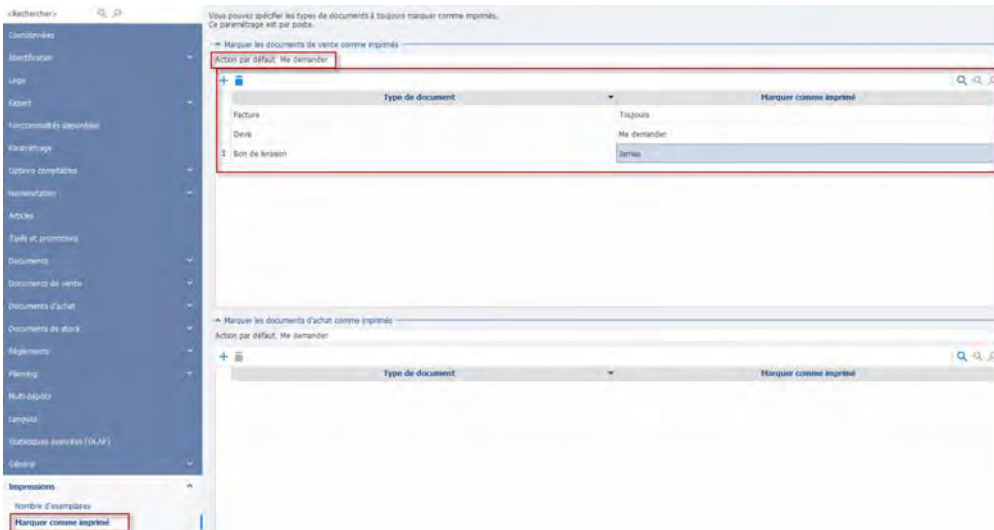 <Rechercher>
Coordonnées
Identification
Logo
Expert
Fonctionnalités disponibles
Paramétrage
Options comptables
Nomenclature
Articles
Tarifs et promotions
Documents
Documents de vente
Documents d'achat
Documents de stock
Règlements
Planning
Multi-dépôts
Langues
Statistiques avancées (OLAP)
Général
Impressions
Nombre d'exemplaires
Marquer comme imprimé
Vous pouvez spécifier les types de documents à toujours marquer comme imprimés.
Ce paramétrage est par poste.
Marquer les documents de vente comme imprimés
Action par défaut: Me demander
Type de document Marquer comme imprimé
Facture Toujours
Devis Me demander
Bon de livraison Jamais
Marquer les documents d'achat comme imprimés
Action par défaut: Me demander
Type de document Marquer comme imprimé